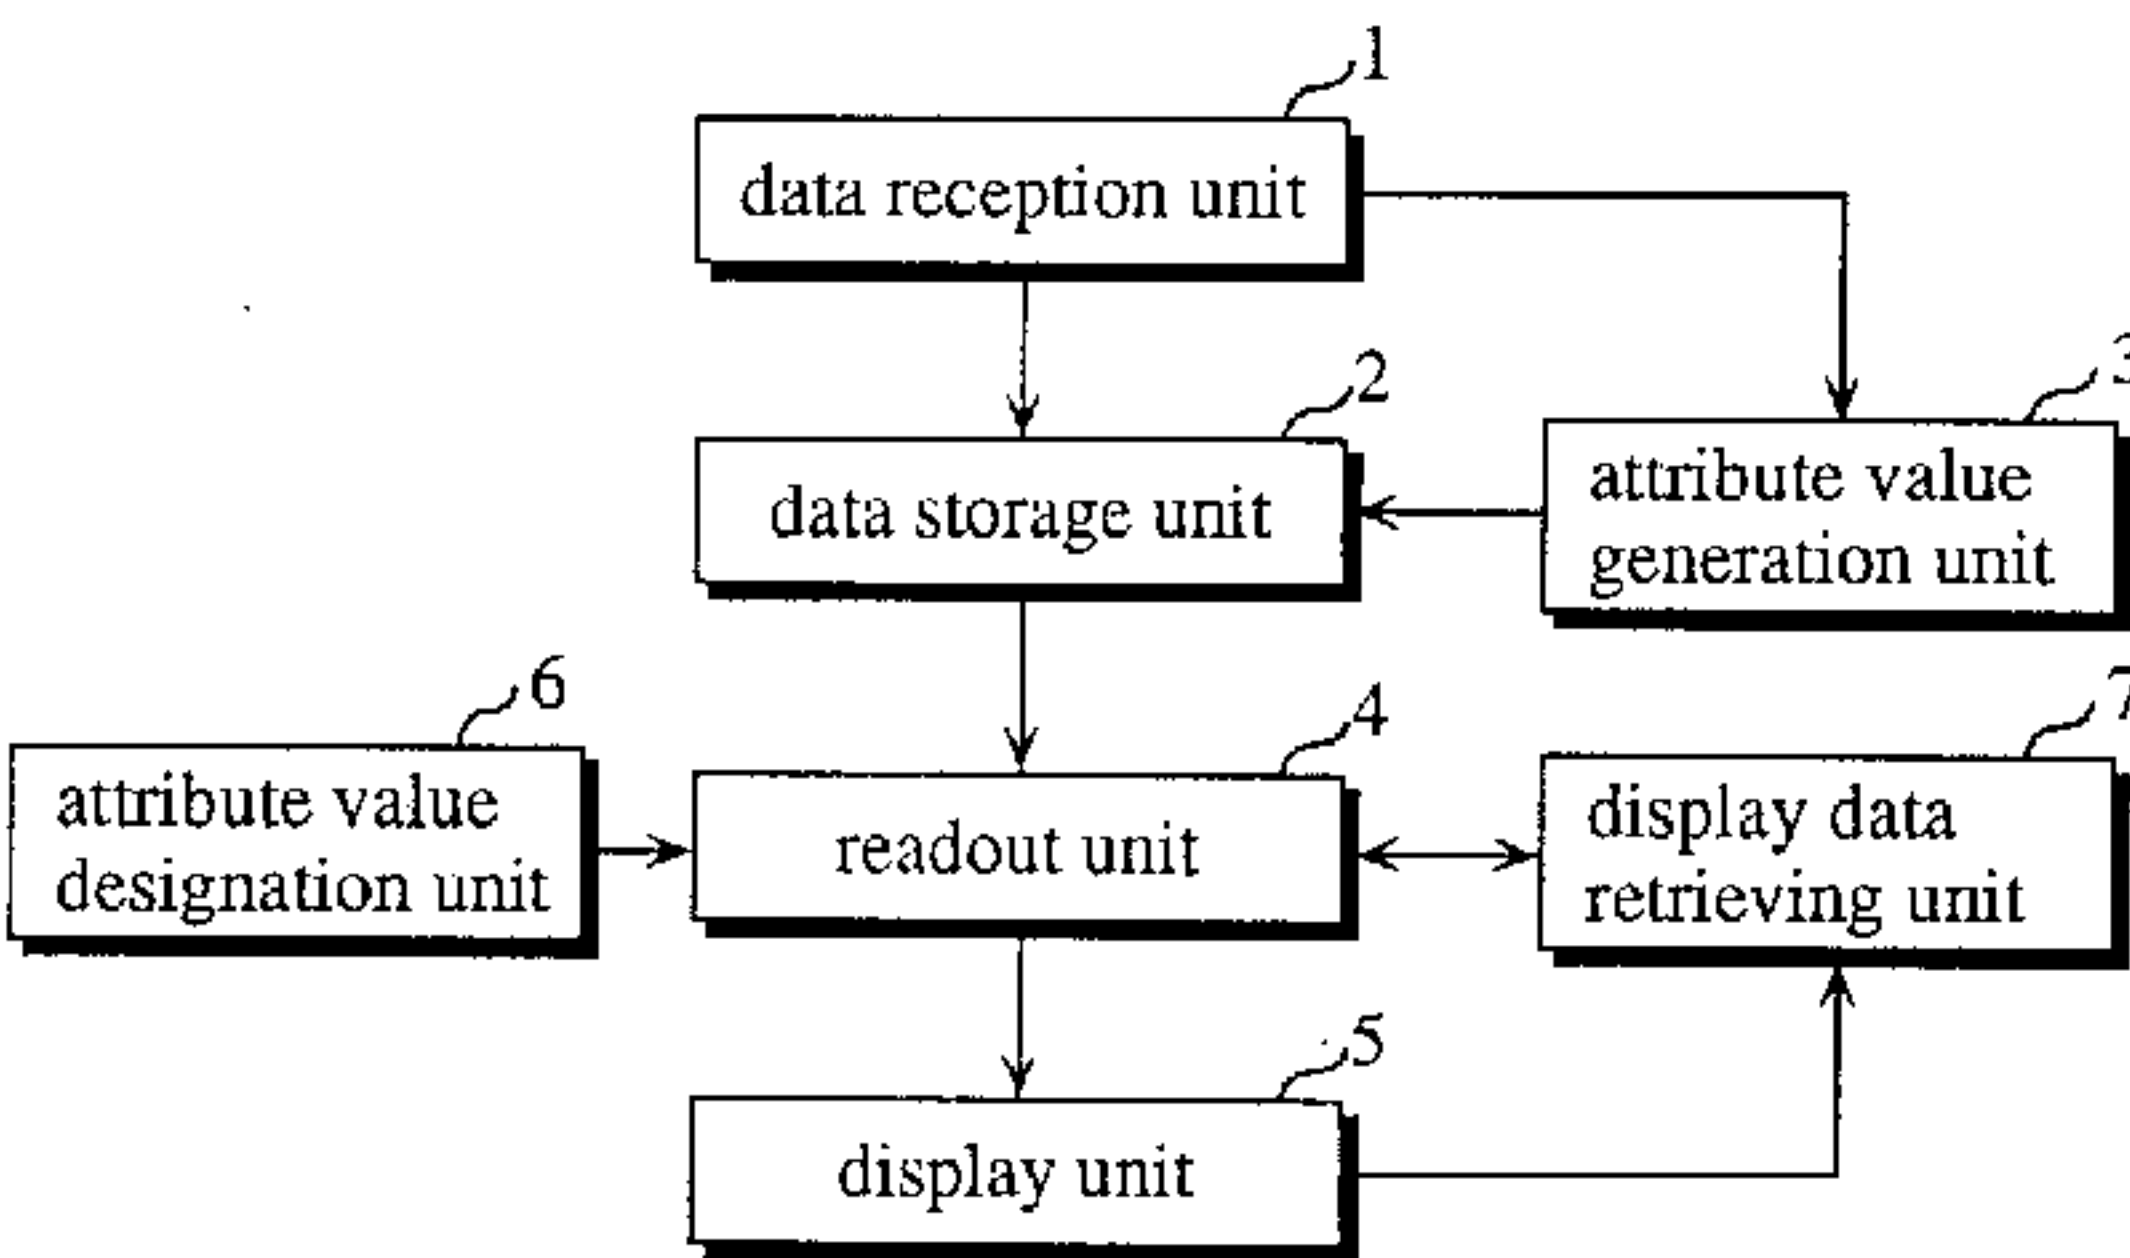 1
data reception unit
2
3
data storage unit
attribute value
generation unit
6
4
7
attribute value
designation unit
readout unit
display data
retrieving unit
5
display unit